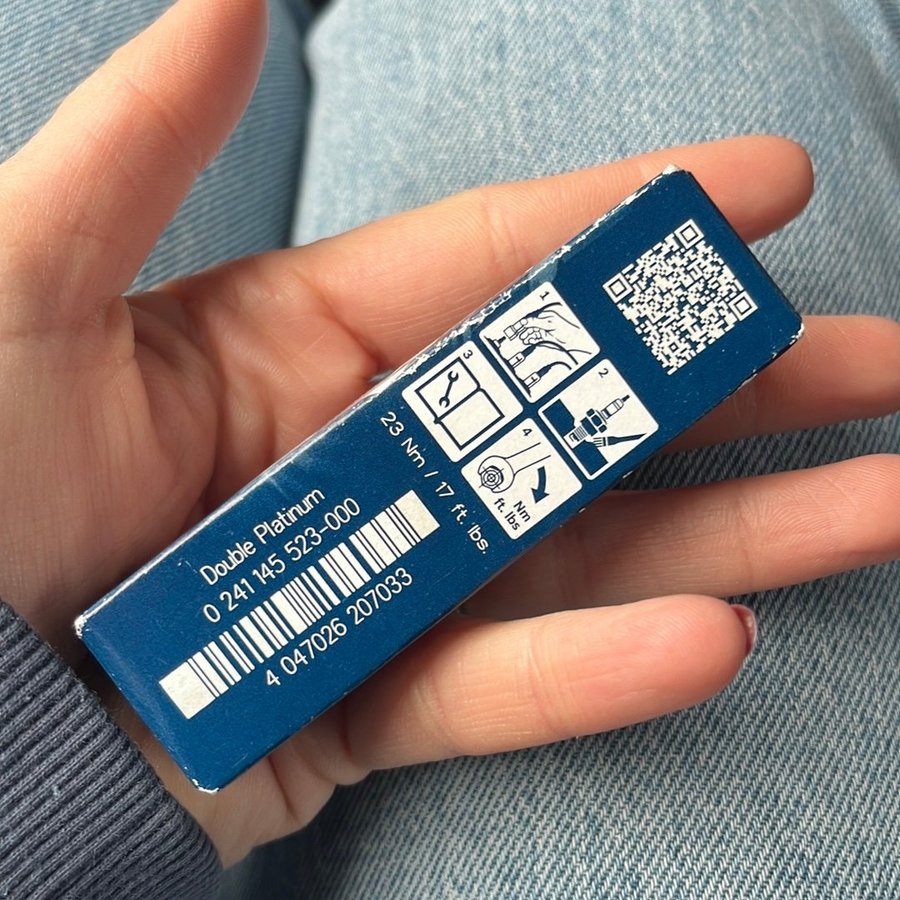 1
2
3
4
Nm
ft. lbs
23 Nm / 17 ft. lbs.
Double Platinum
0 241 145 523-000
4 047026 207033